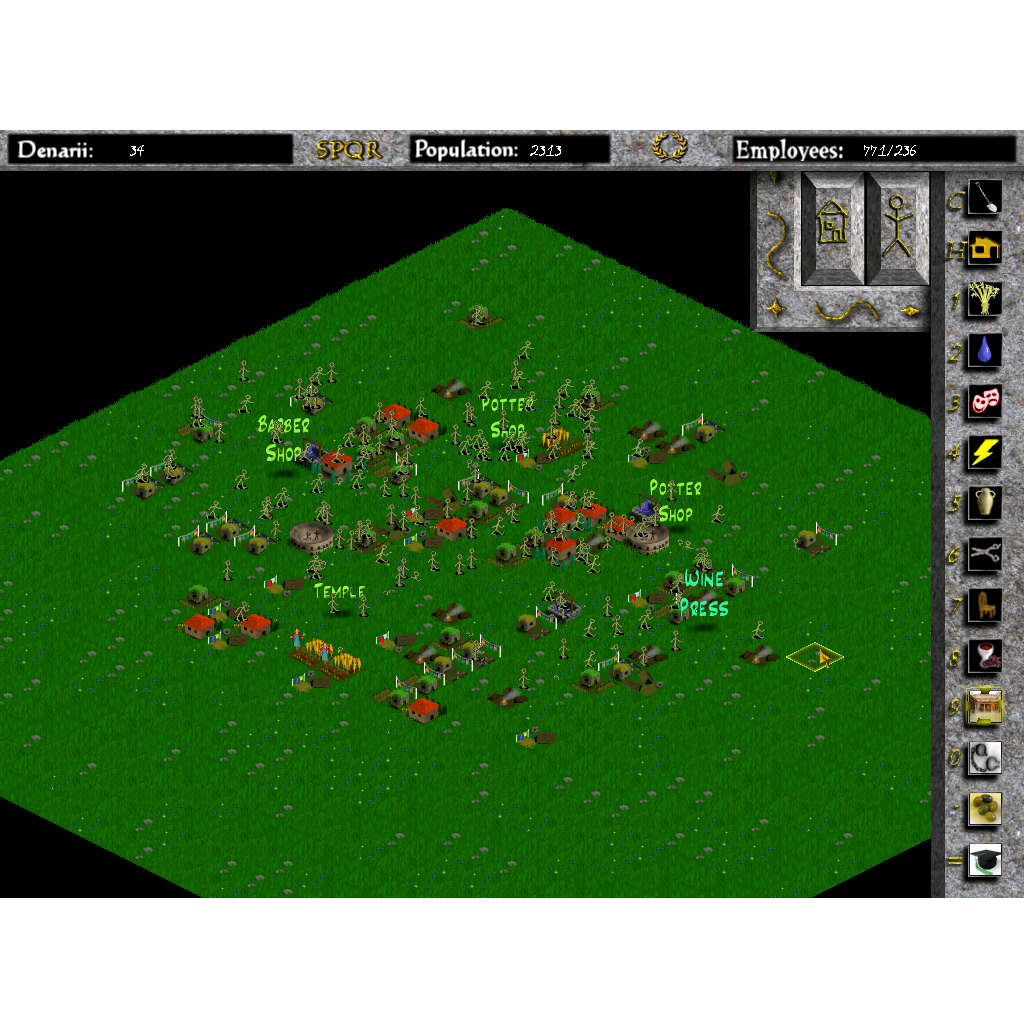 Denarii: 34 SPQR Population: 2313 Employees: 771/236
C
H
1
2
3
4
5
6
7
8
9
0
-
=
Barber
Shop
Potter
Shop
Potter
Shop
Temple
Wine
Press